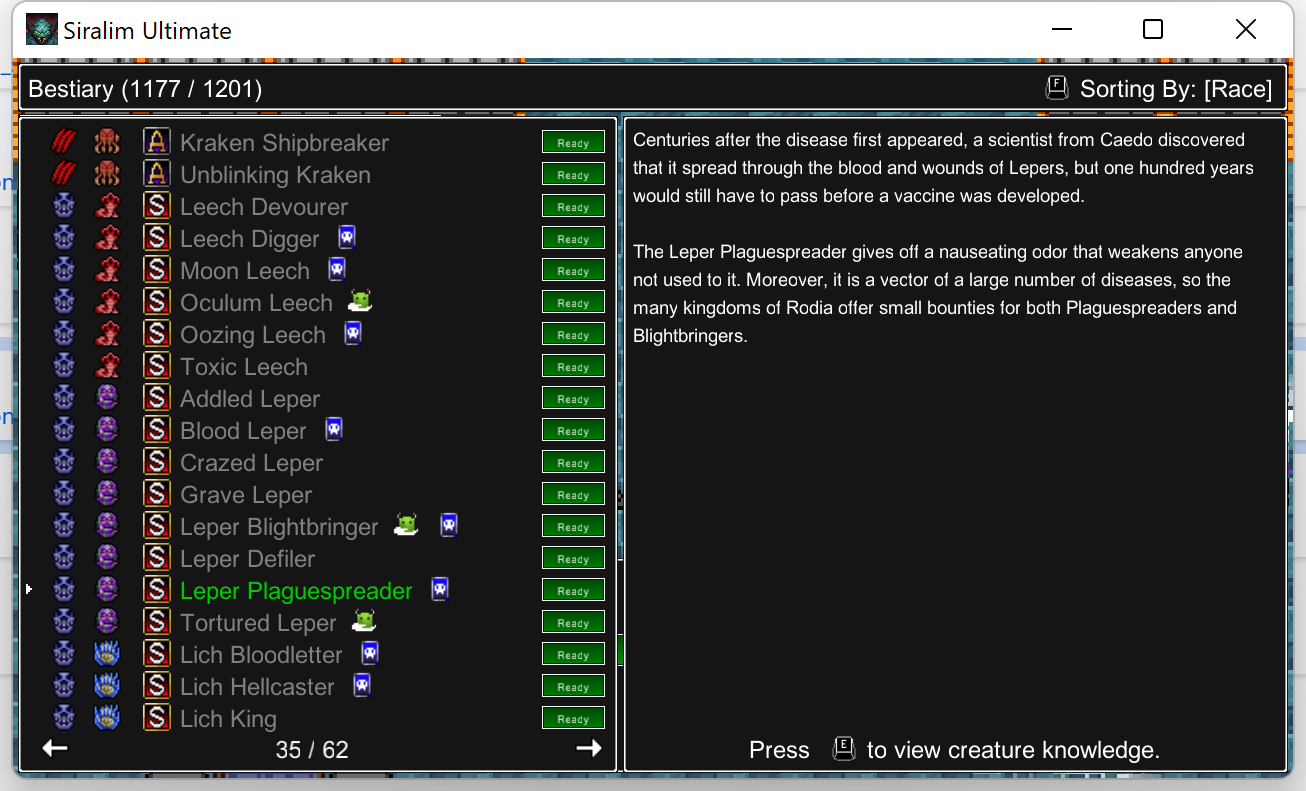 Siralim Ultimate
Bestiary (1177 / 1201)
F Sorting By: [Race]
A Kraken Shipbreaker Ready
A Unblinking Kraken Ready
S Leech Devourer Ready
S Leech Digger Ready
S Moon Leech Ready
S Oculum Leech Ready
S Oozing Leech Ready
S Toxic Leech Ready
S Addled Leper Ready
S Blood Leper Ready
S Crazed Leper Ready
S Grave Leper Ready
S Leper Blightbringer Ready
S Leper Defiler Ready
S Leper Plaguespreader Ready
S Tortured Leper Ready
S Lich Bloodletter Ready
S Lich Hellcaster Ready
S Lich King Ready
35 / 62
Centuries after the disease first appeared, a scientist from Caedo discovered
that it spread through the blood and wounds of Lepers, but one hundred years
would still have to pass before a vaccine was developed.
The Leper Plaguespreader gives off a nauseating odor that weakens anyone
not used to it. Moreover, it is a vector of a large number of diseases, so the
many kingdoms of Rodia offer small bounties for both Plaguespreaders and
Blightbringers.
Press E to view creature knowledge.